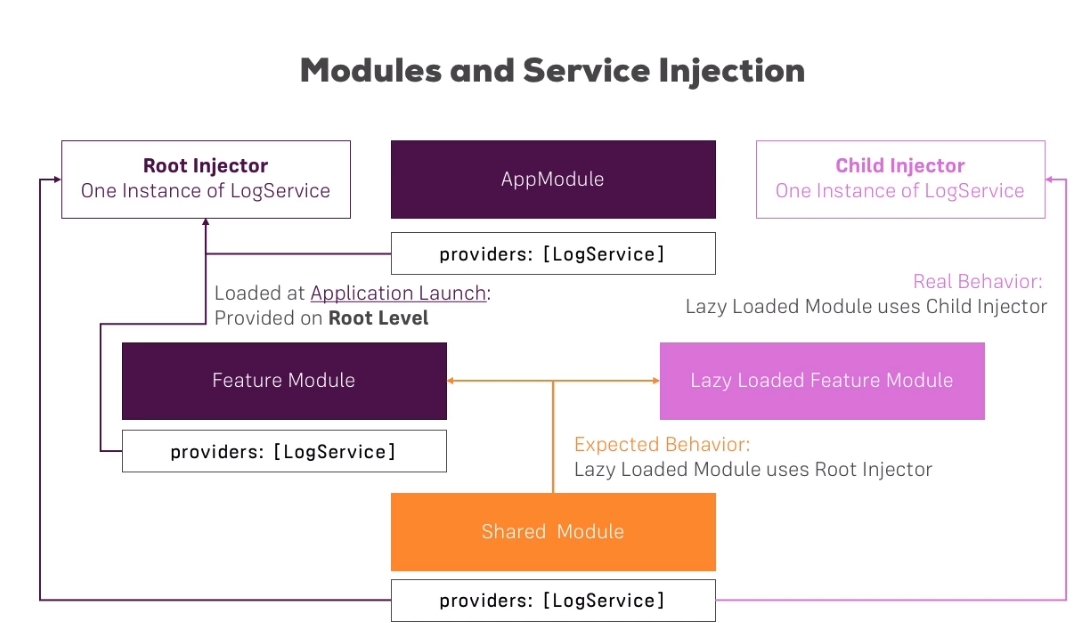 Modules and Service Injection
Root Injector
One Instance of LogService
AppModule
Child Injector
One Instance of LogService
providers: [LogService]
Loaded at Application Launch:
Provided on Root Level
Real Behavior:
Lazy Loaded Module uses Child Injector
Feature Module
Lazy Loaded Feature Module
providers: [LogService]
Expected Behavior:
Lazy Loaded Module uses Root Injector
Shared Module
providers: [LogService]